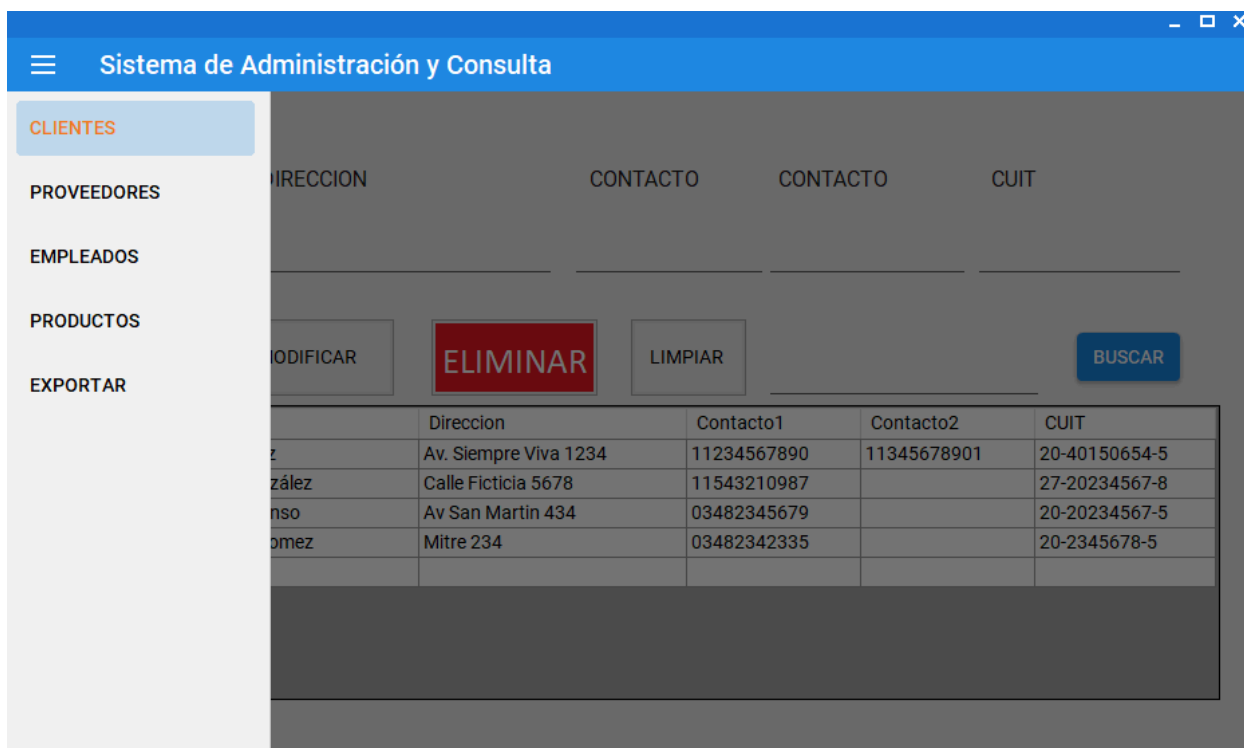 Sistema de Administración y Consulta
CLIENTES
PROVEEDORES
EMPLEADOS
PRODUCTOS
EXPORTAR
IRECCION CONTACTO CONTACTO CUIT
MODIFICAR ELIMINAR LIMPIAR BUSCAR
Direccion Contacto1 Contacto2 CUIT
z Av. Siempre Viva 1234 11234567890 11345678901 20-40150654-5
zález Calle Ficticia 5678 11543210987 27-20234567-8
nso Av San Martin 434 03482345679 20-20234567-5
omez Mitre 234 03482342335 20-2345678-5